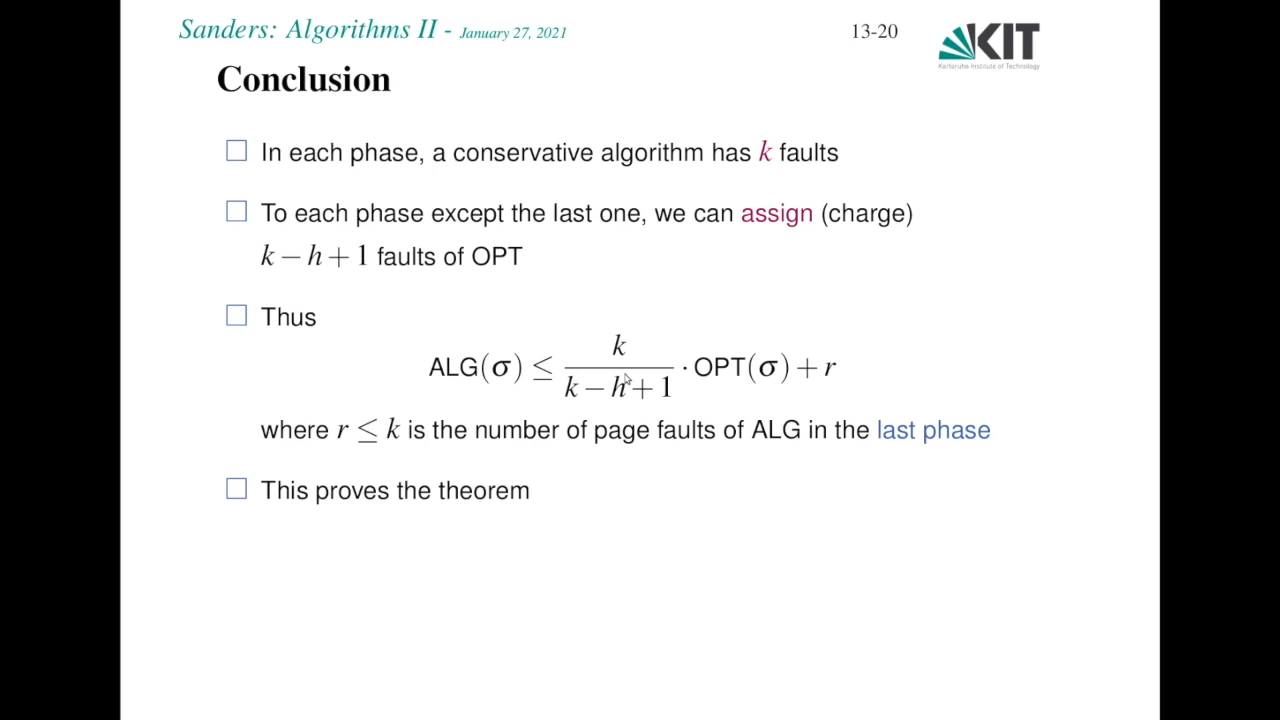 Sanders: Algorithms II - January 27, 2021
13-20
KIT
Karlsruhe Institute of Technology
Conclusion
□ In each phase, a conservative algorithm has k faults
□ To each phase except the last one, we can assign (charge)
k − h + 1 faults of OPT
□ Thus
ALG(σ) ≤ k / (k − h + 1) · OPT(σ) + r
where r ≤ k is the number of page faults of ALG in the last phase
□ This proves the theorem